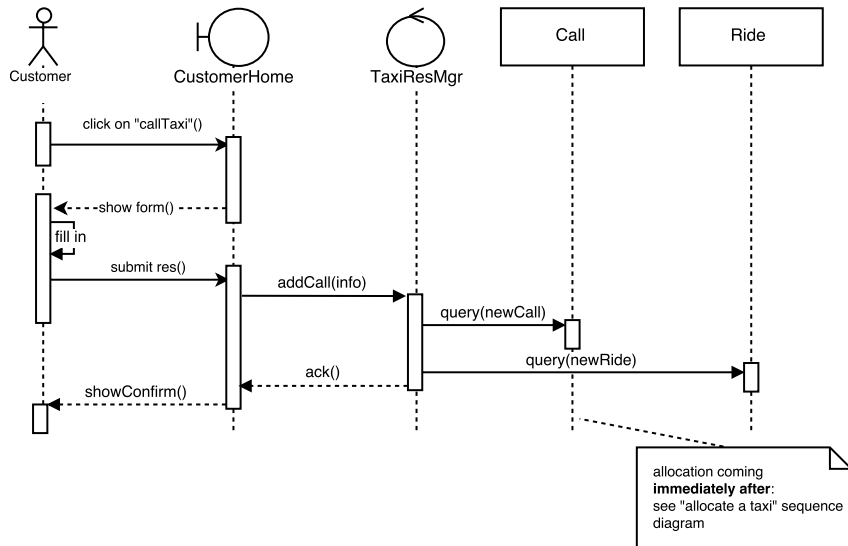 Call
Ride
Customer
CustomerHome
TaxiResMgr
click on "callTaxi"()
show form()
fill in
submit res()
addCall(info)
query(newCall)
query(newRide)
ack()
showConfirm()
allocation coming
immediately after:
see "allocate a taxi" sequence
diagram